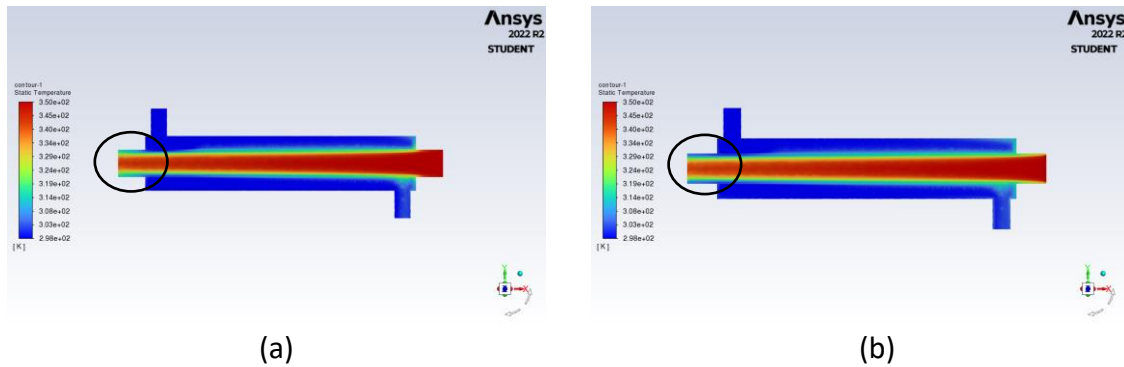 Ansys
2022 R2
STUDENT
contour-1
Static Temperature
3.50e+02
3.45e+02
3.40e+02
3.34e+02
3.29e+02
3.24e+02
3.19e+02
3.14e+02
3.08e+02
3.03e+02
2.98e+02
[K]
Y
X
(a)
Ansys
2022 R2
STUDENT
contour-1
Static Temperature
3.50e+02
3.45e+02
3.40e+02
3.34e+02
3.29e+02
3.24e+02
3.19e+02
3.14e+02
3.08e+02
3.03e+02
2.98e+02
[K]
Y
X
(b)